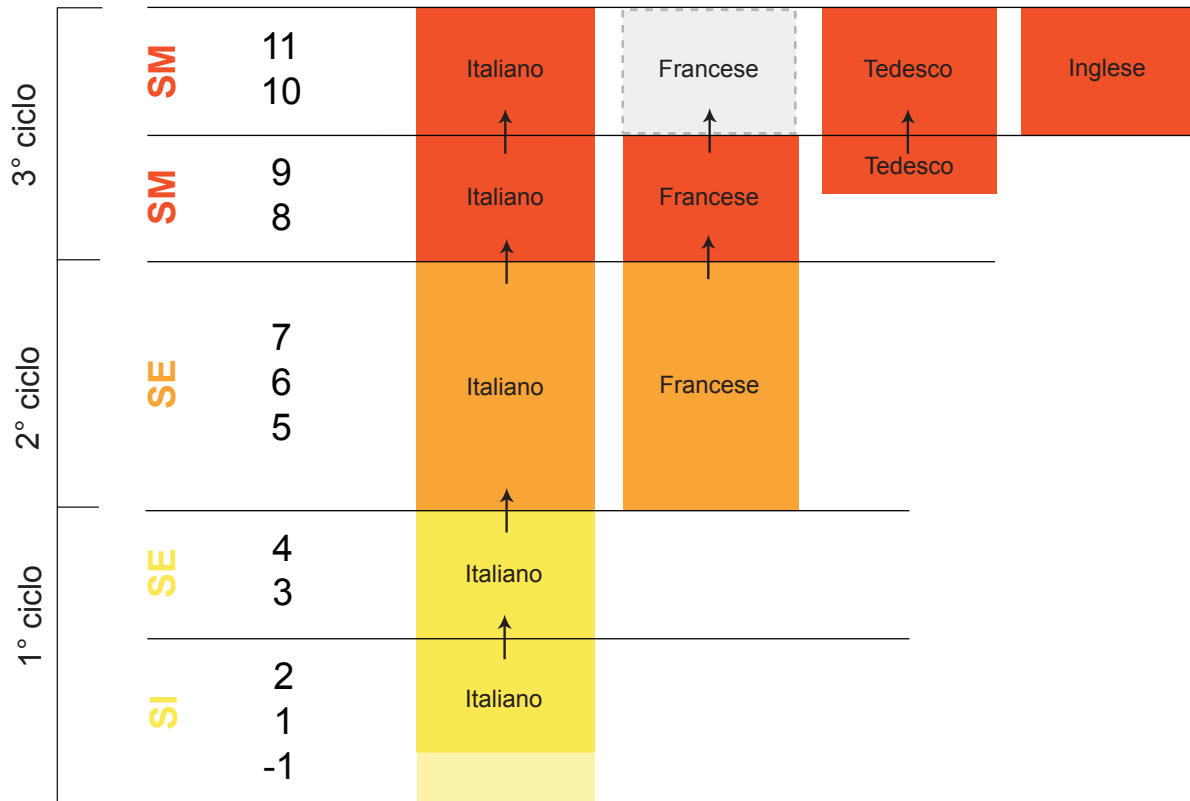 3° ciclo
SM
11
10
Italiano
Francese
Tedesco
Inglese
SM
9
8
Italiano
Francese
Tedesco
2° ciclo
SE
7
6
5
Italiano
Francese
1° ciclo
SE
4
3
Italiano
SI
2
1
-1
Italiano